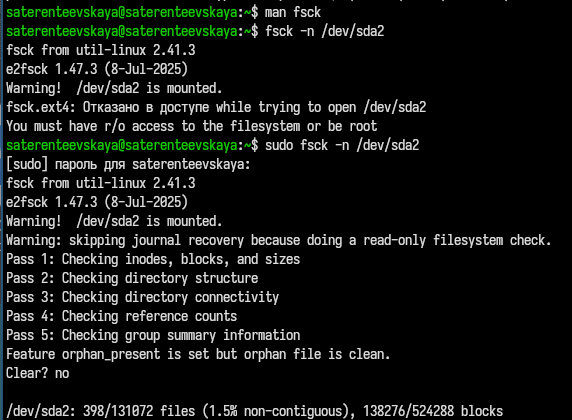 saterenteevskaya@saterenteevskaya:~$ man fsck
saterenteevskaya@saterenteevskaya:~$ fsck -n /dev/sda2
fsck from util-linux 2.41.3
e2fsck 1.47.3 (8-Jul-2025)
Warning!  /dev/sda2 is mounted.
fsck.ext4: Отказано в доступе while trying to open /dev/sda2
You must have r/o access to the filesystem or be root
saterenteevskaya@saterenteevskaya:~$ sudo fsck -n /dev/sda2
[sudo] пароль для saterenteevskaya:
fsck from util-linux 2.41.3
e2fsck 1.47.3 (8-Jul-2025)
Warning!  /dev/sda2 is mounted.
Warning: skipping journal recovery because doing a read-only filesystem check.
Pass 1: Checking inodes, blocks, and sizes
Pass 2: Checking directory structure
Pass 3: Checking directory connectivity
Pass 4: Checking reference counts
Pass 5: Checking group summary information
Feature orphan_present is set but orphan file is clean.
Clear? no
/dev/sda2: 398/131072 files (1.5% non-contiguous), 138276/524288 blocks